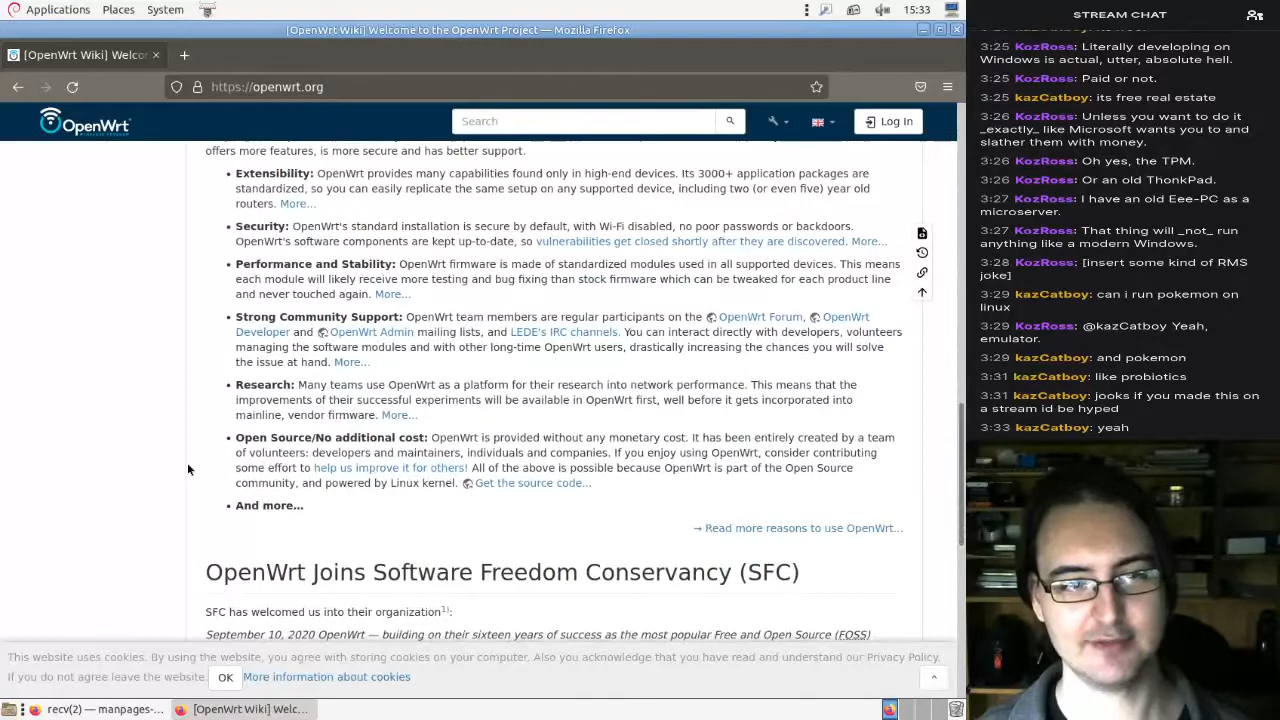 Applications Places System 15:33
[OpenWrt Wiki] Welcome to the OpenWrt Project — Mozilla Firefox
[OpenWrt Wiki] Welcor × +
https://openwrt.org
OpenWrt
WIRELESS FREEDOM
Search
Log In
offers more features, is more secure and has better support.
• Extensibility: OpenWrt provides many capabilities found only in high-end devices. Its 3000+ application packages are
standardized, so you can easily replicate the same setup on any supported device, including two (or even five) year old
routers. More...
• Security: OpenWrt's standard installation is secure by default, with Wi-Fi disabled, no poor passwords or backdoors.
OpenWrt's software components are kept up-to-date, so vulnerabilities get closed shortly after they are discovered. More...
• Performance and Stability: OpenWrt firmware is made of standardized modules used in all supported devices. This means
each module will likely receive more testing and bug fixing than stock firmware which can be tweaked for each product line
and never touched again. More...
• Strong Community Support: OpenWrt team members are regular participants on the OpenWrt Forum, OpenWrt
Developer and OpenWrt Admin mailing lists, and LEDE's IRC channels. You can interact directly with developers, volunteers
managing the software modules and with other long-time OpenWrt users, drastically increasing the chances you will solve
the issue at hand. More...
• Research: Many teams use OpenWrt as a platform for their research into network performance. This means that the
improvements of their successful experiments will be available in OpenWrt first, well before it gets incorporated into
mainline, vendor firmware. More...
• Open Source/No additional cost: OpenWrt is provided without any monetary cost. It has been entirely created by a team
of volunteers: developers and maintainers, individuals and companies. If you enjoy using OpenWrt, consider contributing
some effort to help us improve it for others! All of the above is possible because OpenWrt is part of the Open Source
community, and powered by Linux kernel. Get the source code...
• And more...
→ Read more reasons to use OpenWrt...
OpenWrt Joins Software Freedom Conservancy (SFC)
SFC has welcomed us into their organization1):
September 10, 2020 OpenWrt — building on their sixteen years of success as the most popular Free and Open Source (FOSS)
This website uses cookies. By using the website, you agree with storing cookies on your computer. Also you acknowledge that you have read and understand our Privacy Policy.
If you do not agree leave the website. OK More information about cookies
recv(2) — manpages-... [OpenWrt Wiki] Welc...
STREAM CHAT
3:25 KozRoss: Literally developing on
Windows is actual, utter, absolute hell.
3:25 KozRoss: Paid or not.
3:25 kazCatboy: its free real estate
3:26 KozRoss: Unless you want to do it
_exactly_ like Microsoft wants you to and
slather them with money.
3:26 KozRoss: Oh yes, the TPM.
3:26 KozRoss: Or an old ThonkPad.
3:27 KozRoss: I have an old Eee-PC as a
microserver.
3:27 KozRoss: That thing will _not_ run
anything like a modern Windows.
3:28 KozRoss: [insert some kind of RMS
joke]
3:29 kazCatboy: can i run pokemon on
linux
3:29 KozRoss: @kazCatboy Yeah,
emulator.
3:29 kazCatboy: and pokemon
3:31 kazCatboy: like probiotics
3:31 kazCatboy: jooks if you made this on
a stream id be hyped
3:33 kazCatboy: yeah